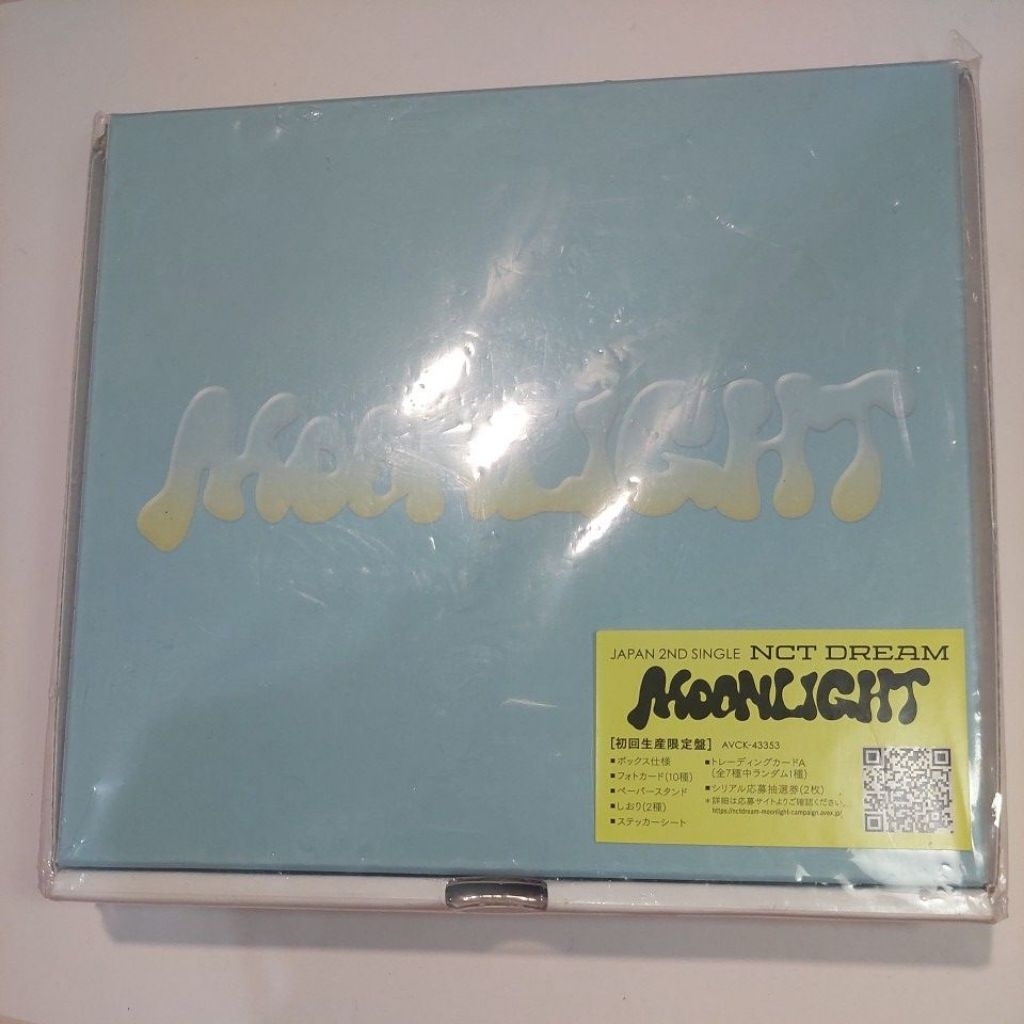 MOONLIGHT
JAPAN 2ND SINGLE NCT DREAM
MOONLIGHT
[初回生産限定盤] AVCK-43353
■ボックス仕様
■フォトカード(10種)
■ペーパースタンド
■しおり(2種)
■ステッカーシート
■トレーディングカードA
(全7種中ランダム1種)
■シリアル応募抽選券(2枚)
*詳細は応募サイトよりご確認ください。
https://nctdream-moonlight-campaign.avex.jp/